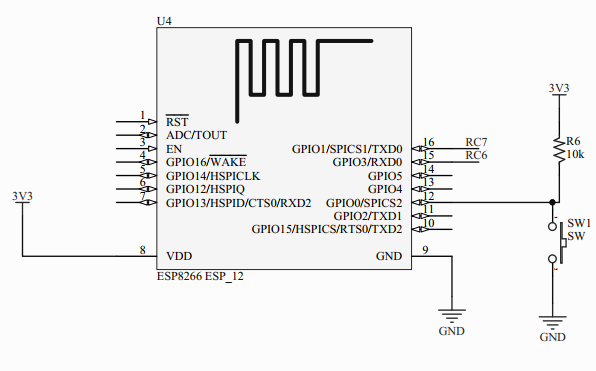 U4
1 RST
2 ADC/TOUT
3 EN
4 GPIO16/WAKE
5 GPIO14/HSPICLK
6 GPIO12/HSPIQ
7 GPIO13/HSPID/CTS0/RXD2
8 VDD
3V3
GPIO1/SPICS1/TXD0 16 RC7
GPIO3/RXD0 15 RC6
GPIO5 14
GPIO4 13
GPIO0/SPICS2 12
GPIO2/TXD1 11
GPIO15/HSPICS/RTS0/TXD2 10
GND 9
ESP8266 ESP_12
GND
3V3
R6
10k
SW1
SW
GND